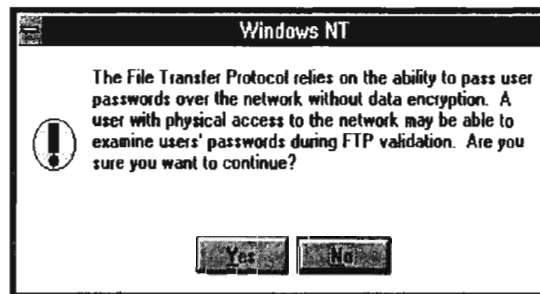 Windows NT
The File Transfer Protocol relies on the ability to pass user
passwords over the network without data encryption. A
user with physical access to the network may be able to
examine users' passwords during FTP validation. Are you
sure you want to continue?
Yes No